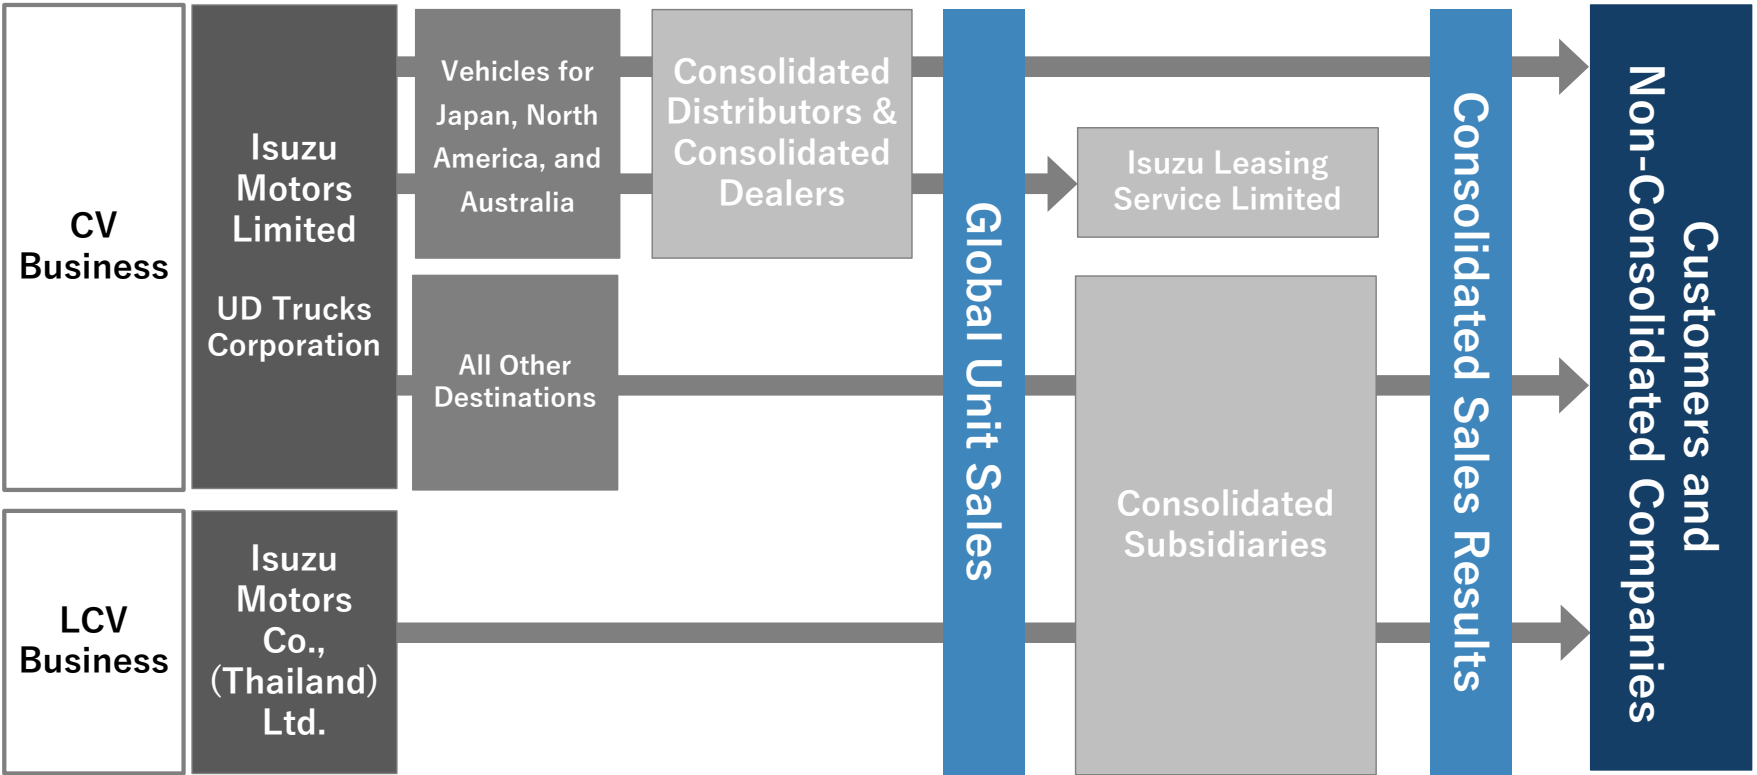 CV
Business
Isuzu
Motors
Limited
UD Trucks
Corporation
Vehicles for
Japan, North
America, and
Australia
Consolidated
Distributors &
Consolidated
Dealers
Isuzu Leasing
Service Limited
All Other
Destinations
LCV
Business
Isuzu
Motors
Co.,
(Thailand)
Ltd.
Global Unit Sales
Consolidated
Subsidiaries
Consolidated Sales Results
Customers and
Non-Consolidated Companies